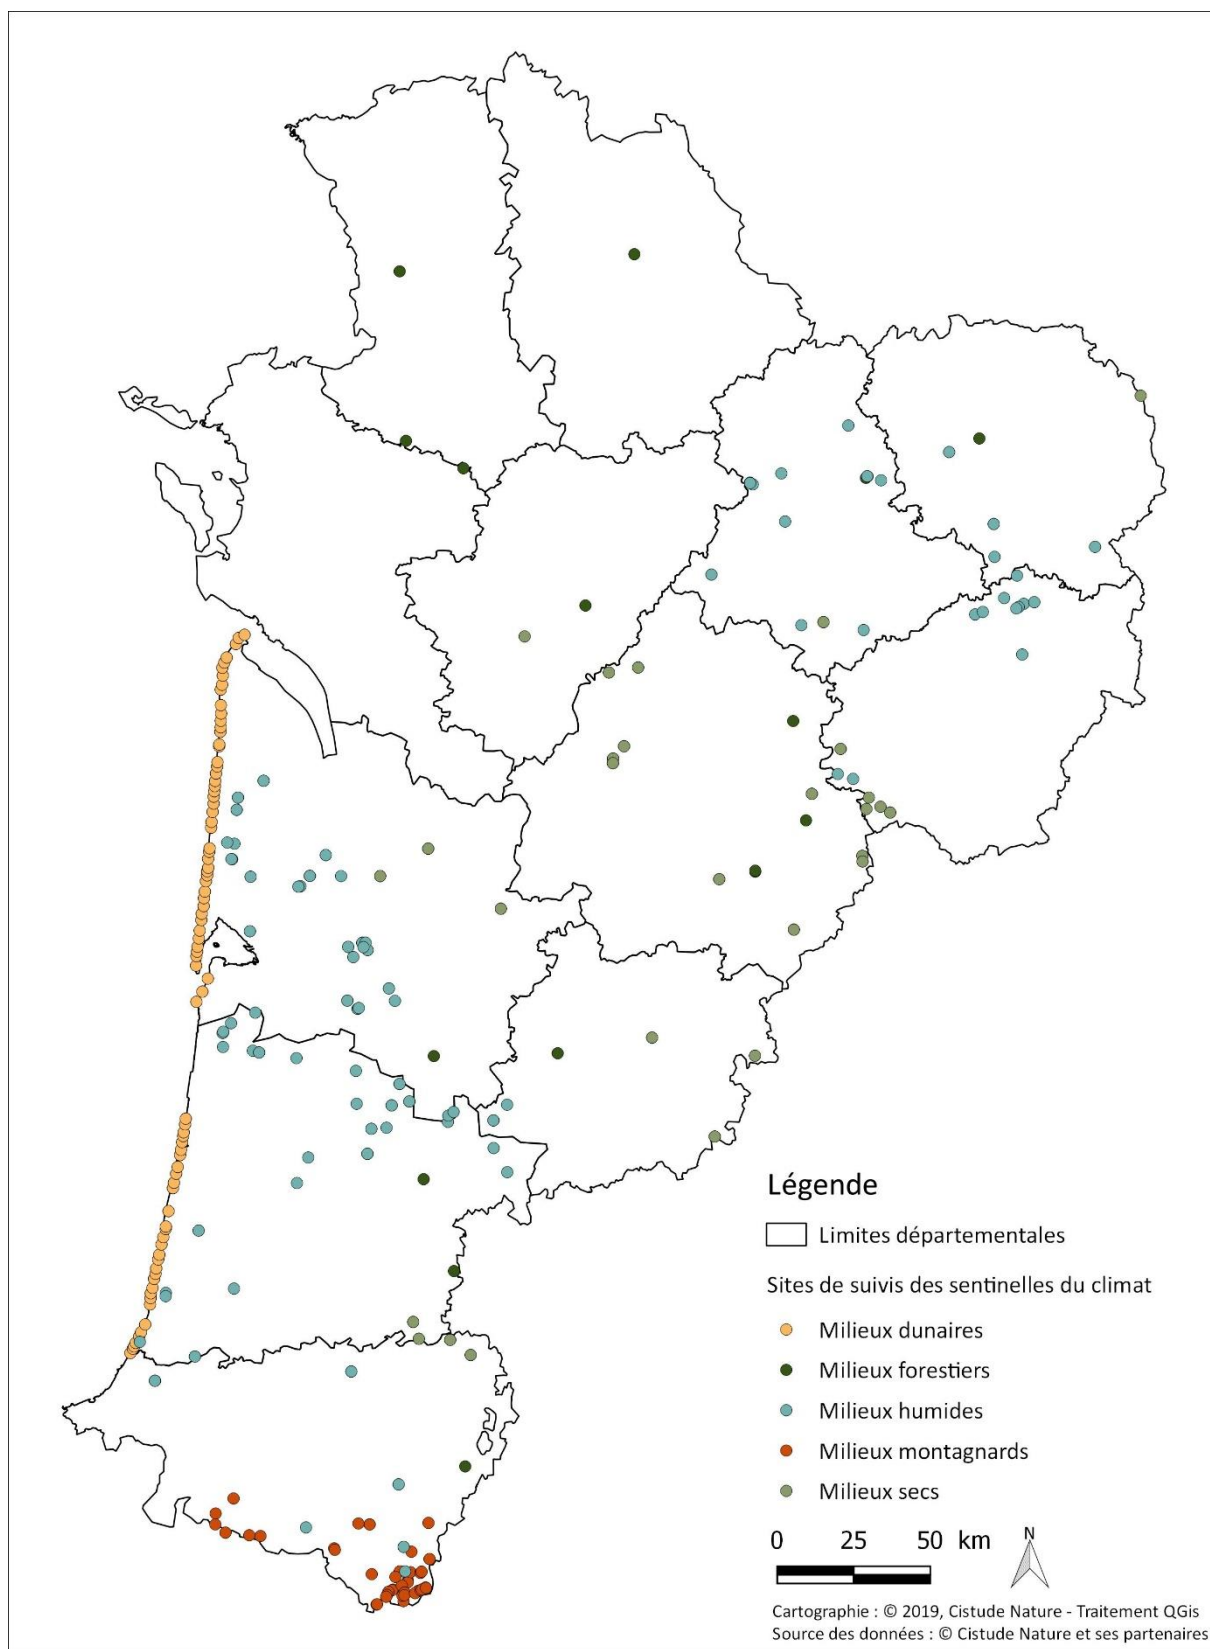 Légende
Limites départementales
Sites de suivis des sentinelles du climat
Milieux dunaires
Milieux forestiers
Milieux humides
Milieux montagnards
Milieux secs
0 25 50 km
N
Cartographie : © 2019, Cistude Nature - Traitement QGis
Source des données : © Cistude Nature et ses partenaires